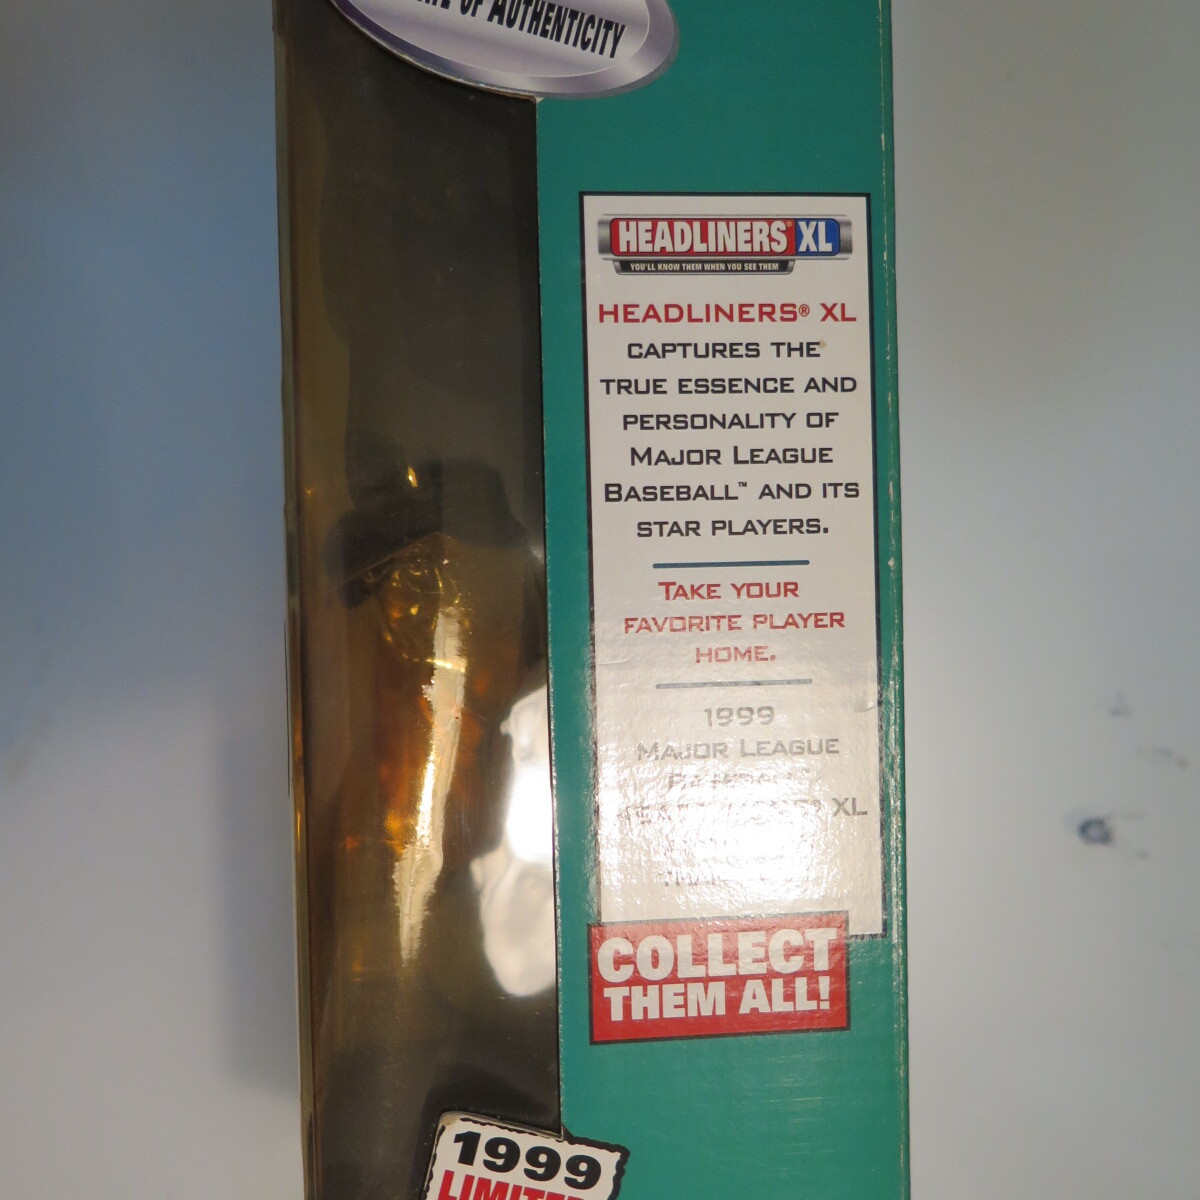 OF AUTHENTICITY
HEADLINERS® XL
YOU'LL KNOW THEM WHEN YOU SEE THEM
HEADLINERS® XL
CAPTURES THE
TRUE ESSENCE AND
PERSONALITY OF
MAJOR LEAGUE
BASEBALL™ AND ITS
STAR PLAYERS.
TAKE YOUR
FAVORITE PLAYER
HOME.
1999
MAJOR LEAGUE
XL
COLLECT
THEM ALL!
1999
LIMITED